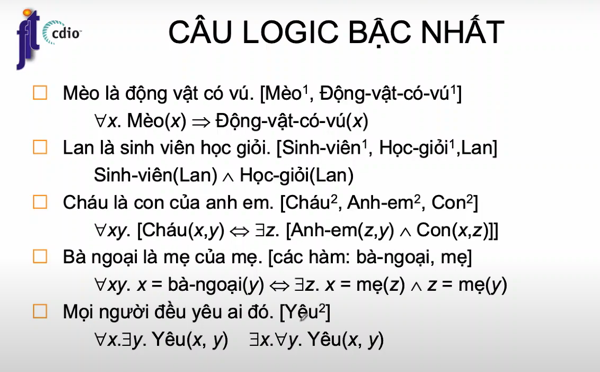 fit cdio
CÂU LOGIC BẬC NHẤT
Mèo là động vật có vú. [Mèo¹, Động-vật-có-vú¹]
∀x. Mèo(x) ⇒ Động-vật-có-vú(x)
Lan là sinh viên học giỏi. [Sinh-viên¹, Học-giỏi¹,Lan]
Sinh-viên(Lan) ∧ Học-giỏi(Lan)
Cháu là con của anh em. [Cháu², Anh-em², Con²]
∀xy. [Cháu(x,y) ⇔ ∃z. [Anh-em(z,y) ∧ Con(x,z)]]
Bà ngoại là mẹ của mẹ. [các hàm: bà-ngoại, mẹ]
∀xy. x = bà-ngoại(y) ⇔ ∃z. x = mẹ(z) ∧ z = mẹ(y)
Mọi người đều yêu ai đó. [Yêu²]
∀x.∃y. Yêu(x, y) ∃x.∀y. Yêu(x, y)